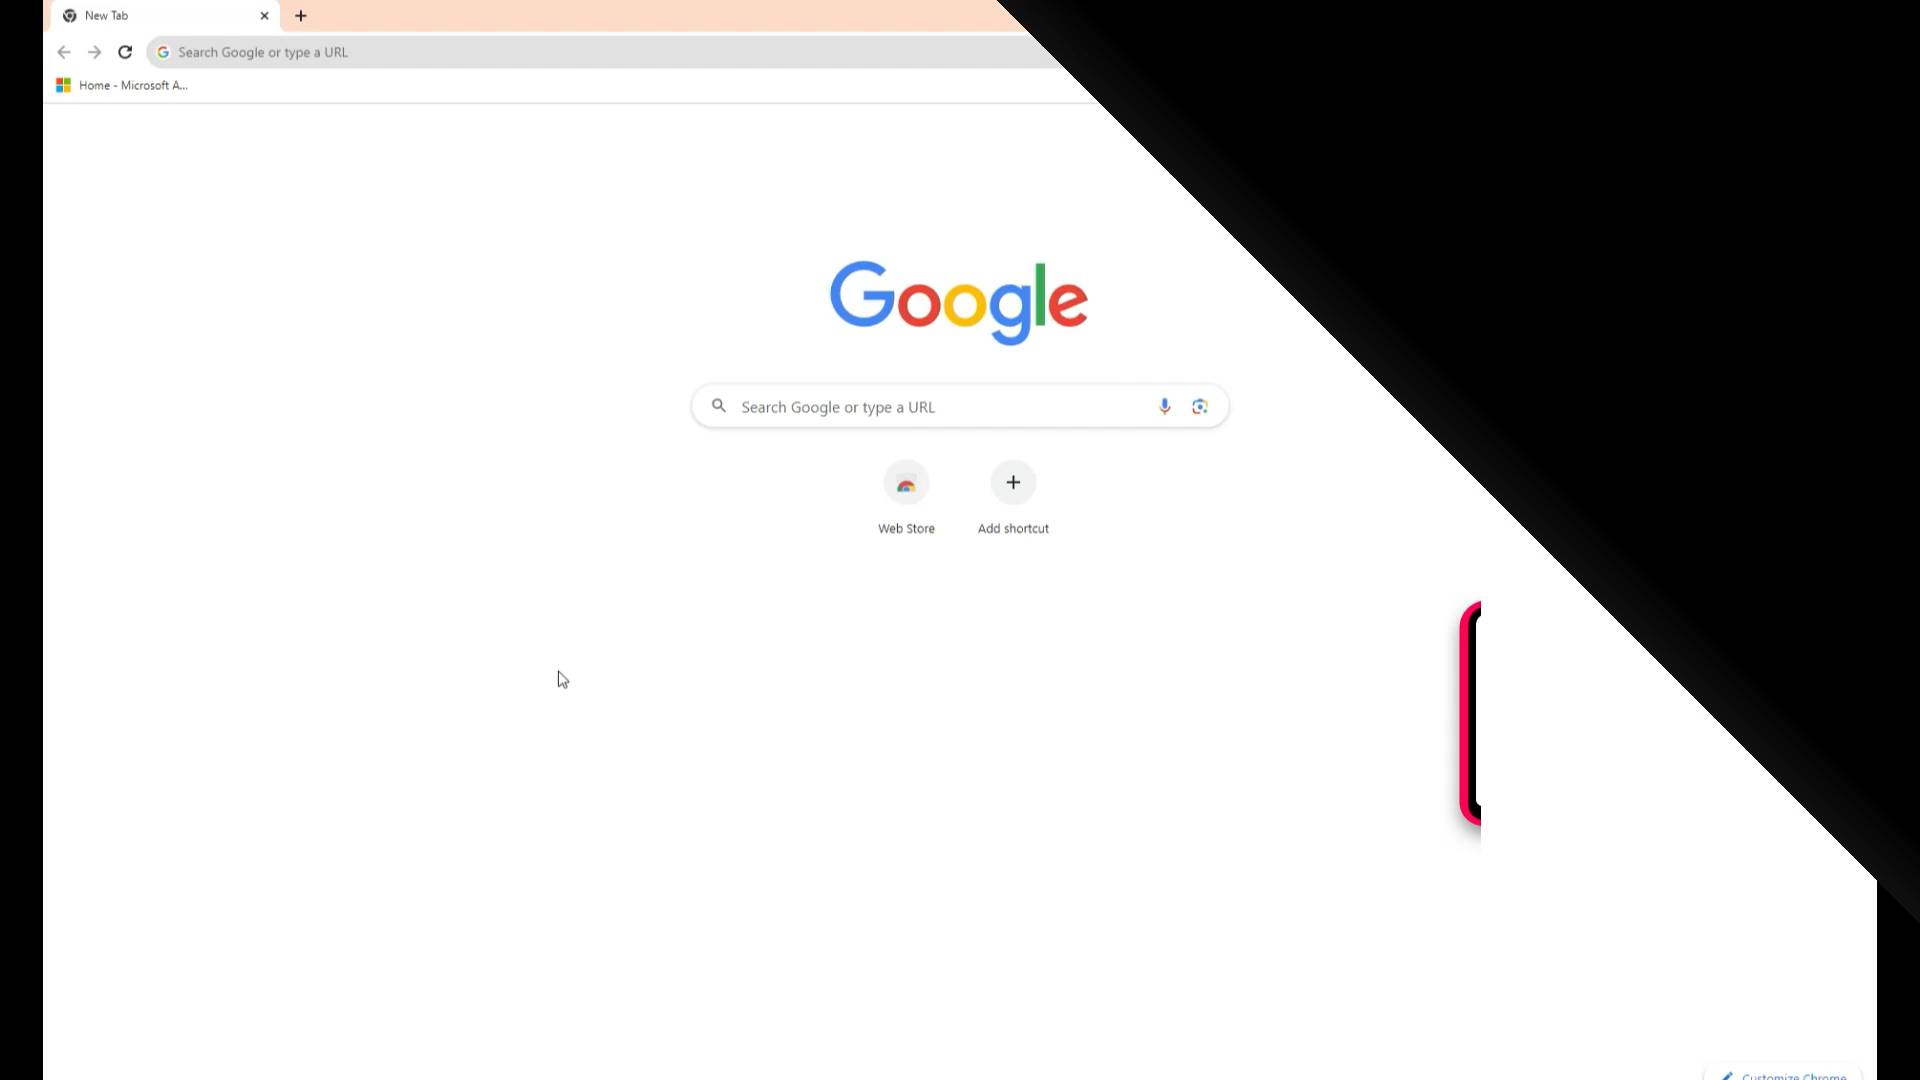 New Tab
Search Google or type a URL
Home - Microsoft A...
Google
Search Google or type a URL
Web Store
Add shortcut
Customize Chrome